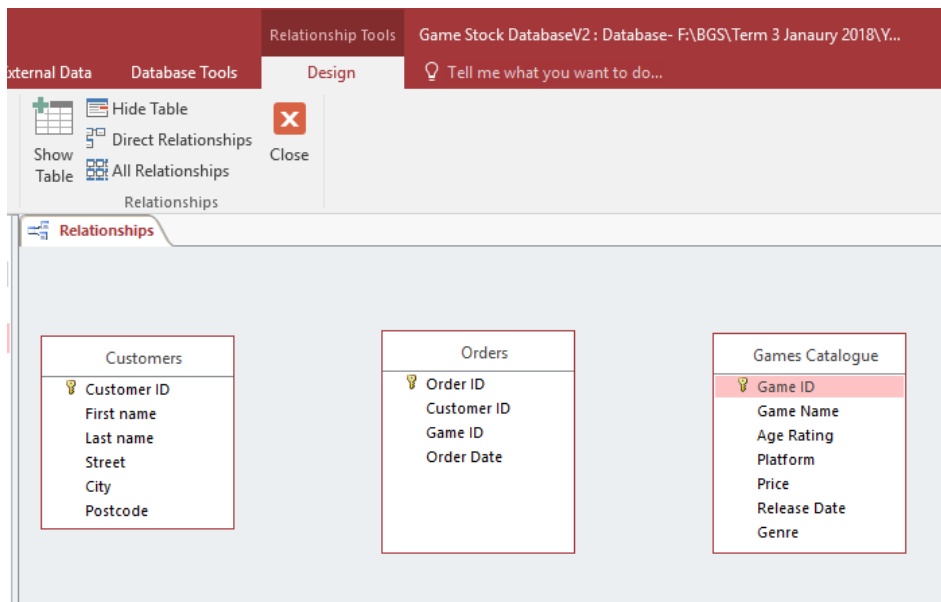 Relationship Tools
Game Stock DatabaseV2 : Database- F:\BGS\Term 3 Janaury 2018\Y...
External Data
Database Tools
Design
Tell me what you want to do...
Show Table
Hide Table
Direct Relationships
All Relationships
Close
Relationships
Relationships
Customers
Customer ID
First name
Last name
Street
City
Postcode
Orders
Order ID
Customer ID
Game ID
Order Date
Games Catalogue
Game ID
Game Name
Age Rating
Platform
Price
Release Date
Genre